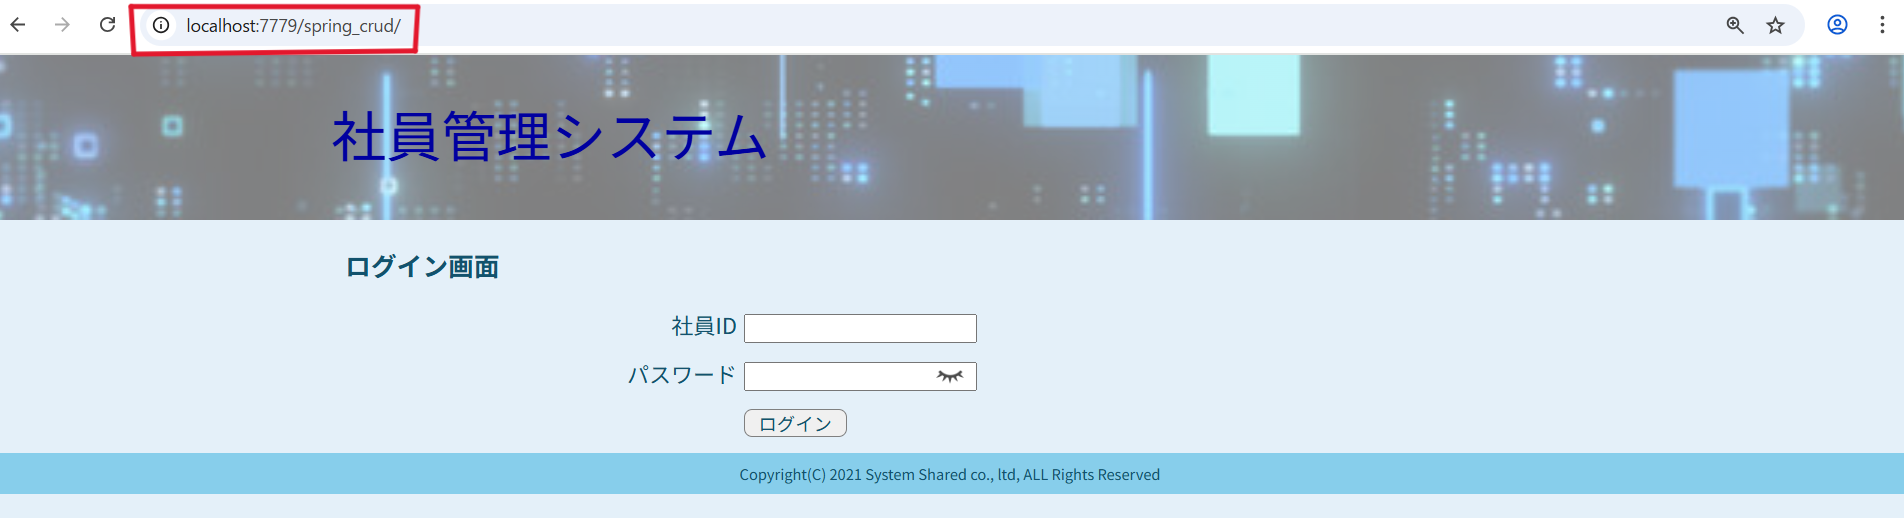 localhost:7779/spring_crud/
社員管理システム
ログイン画面
社員ID
パスワード
ログイン
Copyright(C) 2021 System Shared co., ltd, ALL Rights Reserved